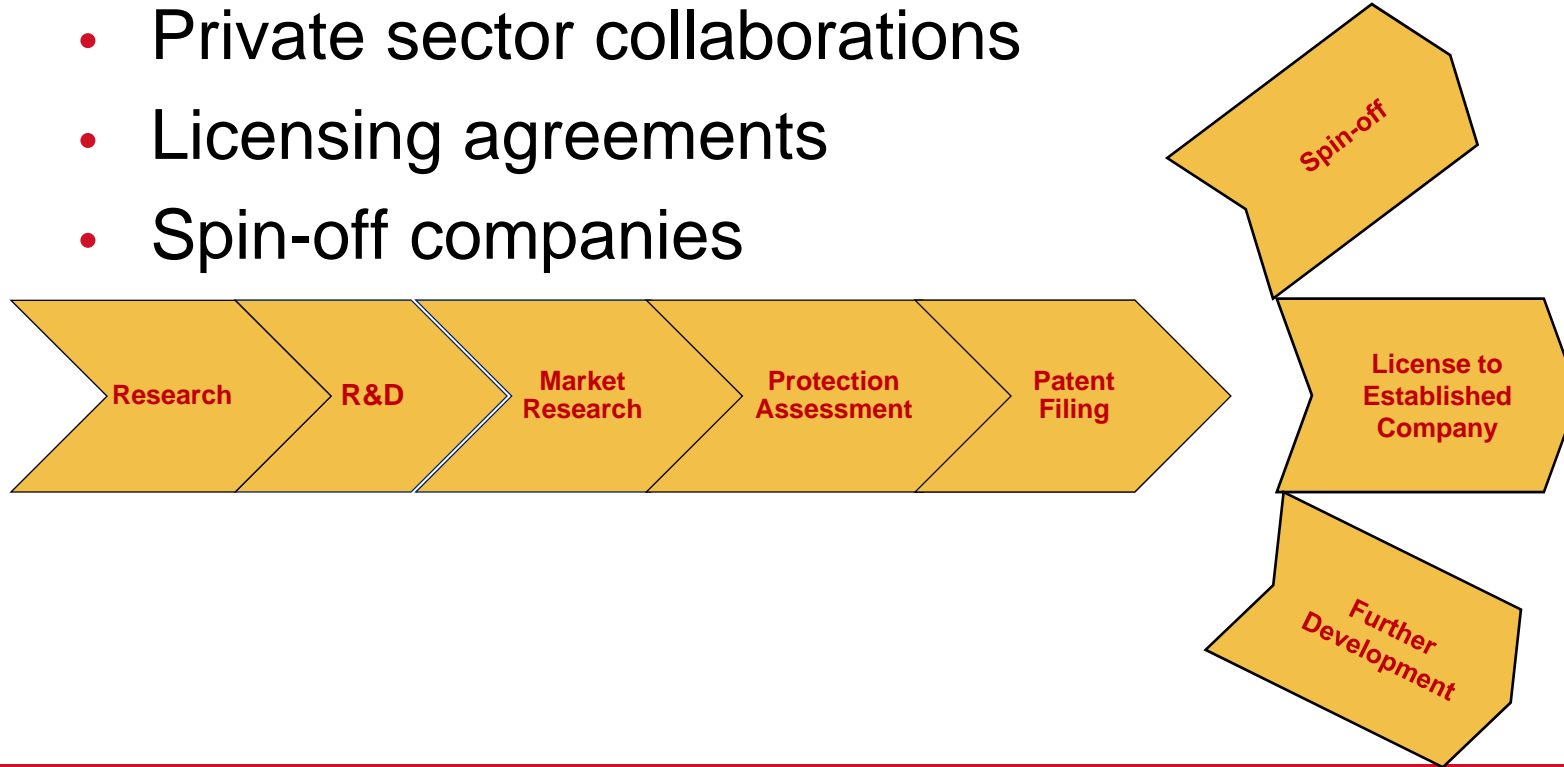 • Private sector collaborations
• Licensing agreements
• Spin-off companies
Research
R&D
Market
Research
Protection
Assessment
Patent
Filing
Spin-off
License to
Established
Company
Further
Development